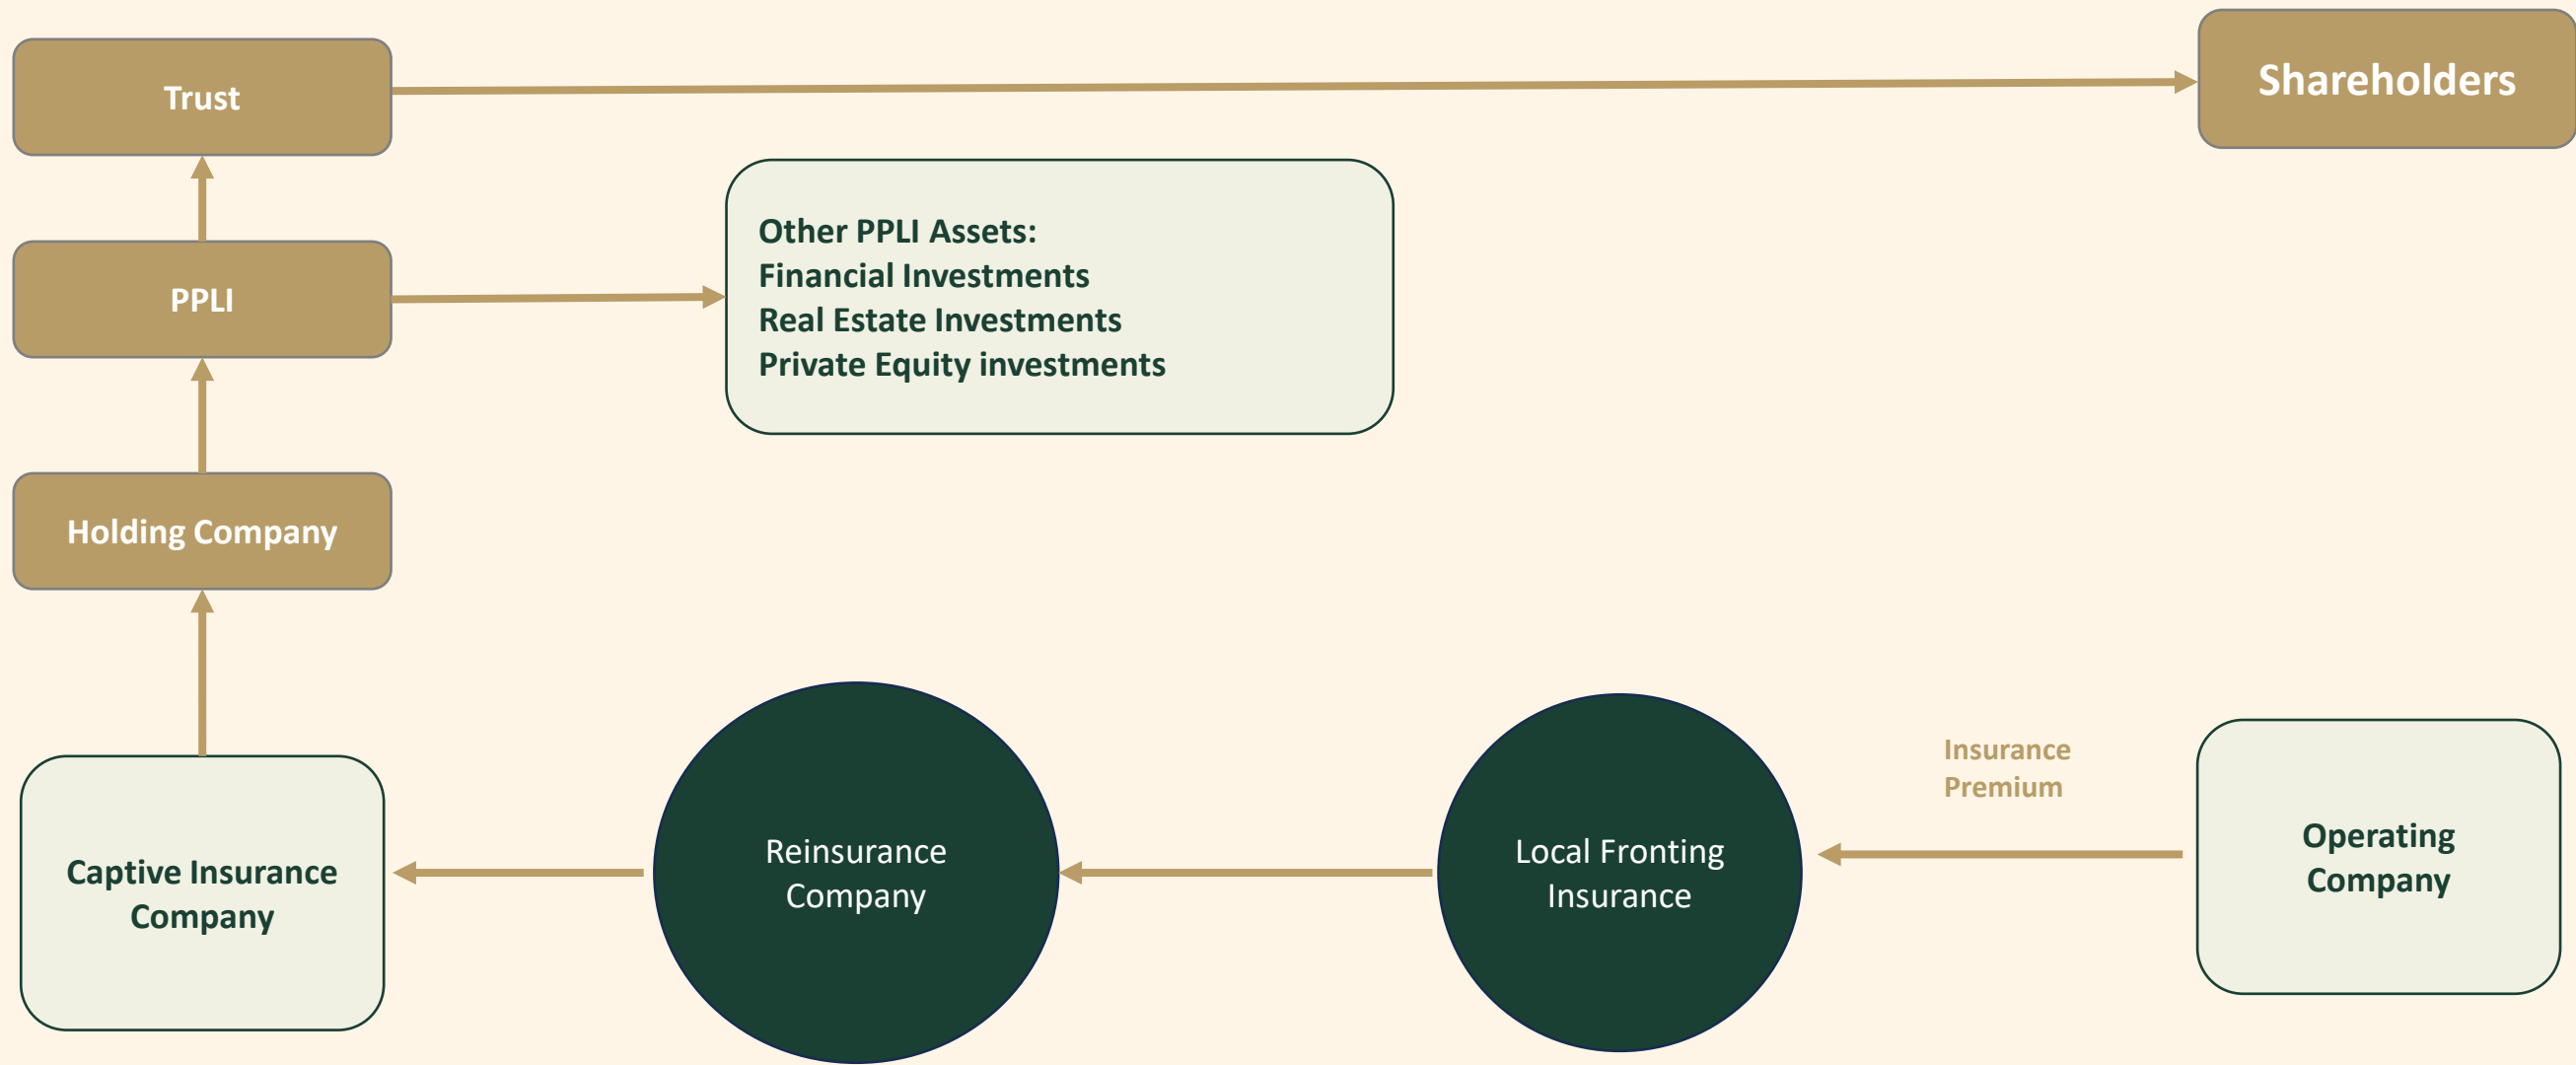 Trust
Shareholders
Other PPLI Assets:
Financial Investments
Real Estate Investments
Private Equity investments
PPLI
Holding Company
Insurance
Premium
Captive Insurance
Company
Reinsurance
Company
Local Fronting
Insurance
Operating
Company